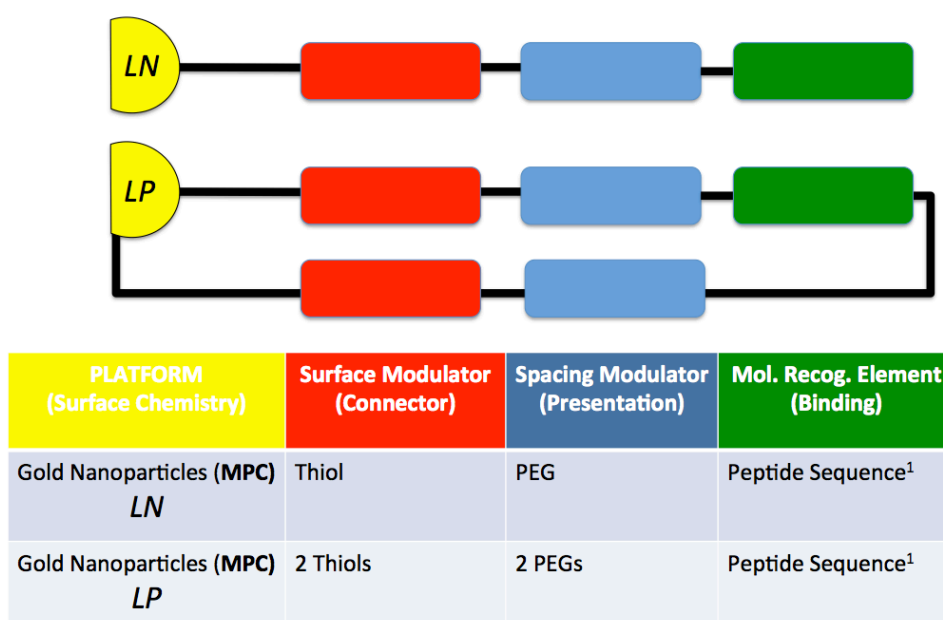 LN
LP
PLATFORM Surface Modulator Spacing Modulator Mol. Recog. Element
(Surface Chemistry) (Connector) (Presentation) (Binding)
Gold Nanoparticles (MPC) Thiol PEG Peptide Sequence¹
LN
Gold Nanoparticles (MPC) 2 Thiols 2 PEGs Peptide Sequence¹
LP